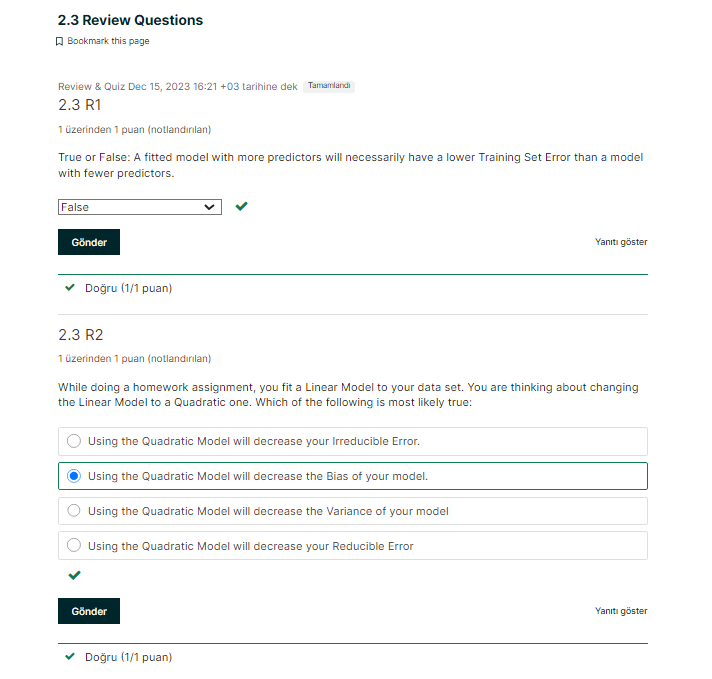 2.3 Review Questions
Bookmark this page
Review & Quiz Dec 15, 2023 16:21 +03 tarihine dek Tamamlandı
2.3 R1
1 üzerinden 1 puan (notlandırılan)
True or False: A fitted model with more predictors will necessarily have a lower Training Set Error than a model
with fewer predictors.
False
Gönder
Yanıtı göster
Doğru (1/1 puan)
2.3 R2
1 üzerinden 1 puan (notlandırılan)
While doing a homework assignment, you fit a Linear Model to your data set. You are thinking about changing
the Linear Model to a Quadratic one. Which of the following is most likely true:
Using the Quadratic Model will decrease your Irreducible Error.
Using the Quadratic Model will decrease the Bias of your model.
Using the Quadratic Model will decrease the Variance of your model
Using the Quadratic Model will decrease your Reducible Error
Gönder
Yanıtı göster
Doğru (1/1 puan)